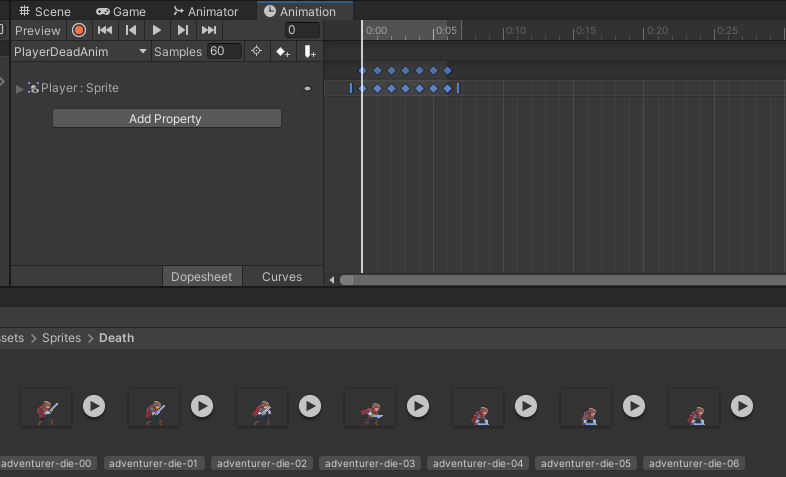 Scene Game Animator Animation
Preview 0 0:00 0:05 0:10 0:15 0:20 0:25
PlayerDeadAnim Samples 60
Player : Sprite
Add Property
Dopesheet Curves
ssets Sprites Death
adventurer-die-00 adventurer-die-01 adventurer-die-02 adventurer-die-03 adventurer-die-04 adventurer-die-05 adventurer-die-06